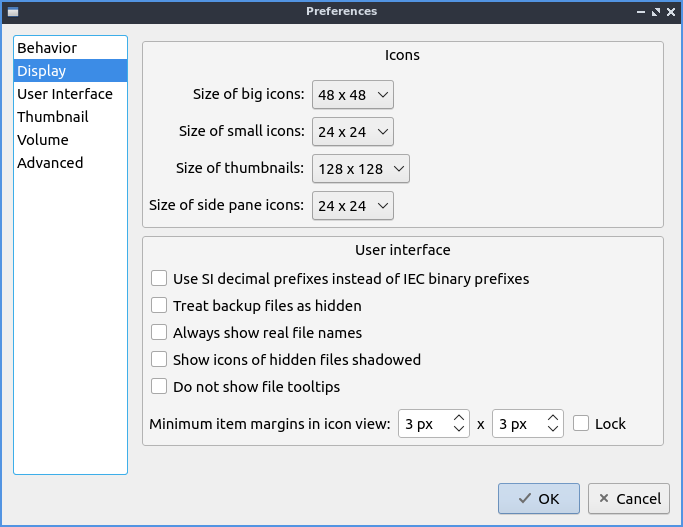 Preferences
Behavior
Display
User Interface
Thumbnail
Volume
Advanced
Icons
Size of big icons: 48 x 48
Size of small icons: 24 x 24
Size of thumbnails: 128 x 128
Size of side pane icons: 24 x 24
User interface
Use SI decimal prefixes instead of IEC binary prefixes
Treat backup files as hidden
Always show real file names
Show icons of hidden files shadowed
Do not show file tooltips
Minimum item margins in icon view: 3 px x 3 px Lock
OK Cancel